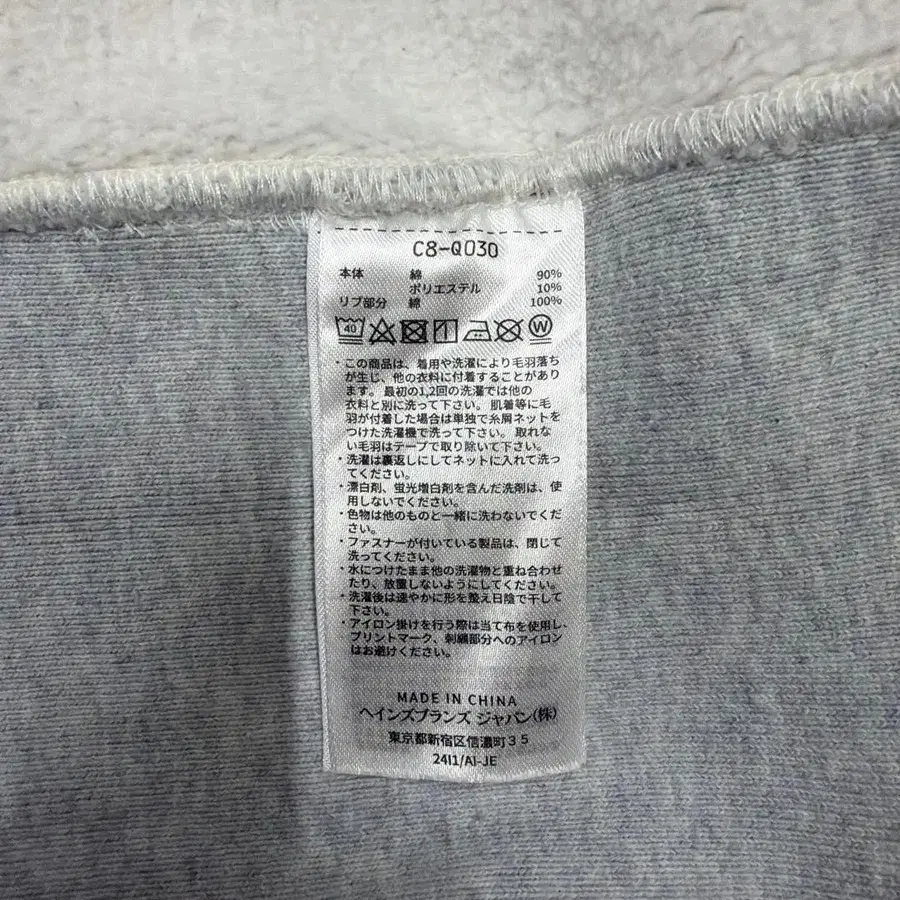 C8-Q030
本体 綿 90%
ポリエステル 10%
リブ部分 綿 100%
40 W
・この商品は、着用や洗濯により毛羽落ち
が生じ、他の衣料に付着することがあり
ます。最初の1,2回の洗濯では他の
衣料と別に洗って下さい。肌着等に毛
羽が付着した場合は単独で糸屑ネットを
つけた洗濯機で洗って下さい。取れな
い毛羽はテープで取り除いて下さい。
・洗濯は裏返しにしてネットに入れて洗っ
てください。
・漂白剤、蛍光増白剤を含んだ洗剤は、使
用しないでください。
・色物は他のものと一緒に洗わないでくだ
さい。
・ファスナーが付いている製品は、閉じて
洗ってください。
・水につけたまま他の洗濯物と重ね合わせ
たり、放置しないようにしてください。
・洗濯後は速やかに形を整え日陰で干して
下さい。
・アイロン掛けを行う際は当て布を使用し、
プリントマーク、刺繍部分へのアイロン
はお避けください。
MADE IN CHINA
ヘインズブランズ ジャパン(株)
東京都新宿区信濃町35
24I1/AI-JE